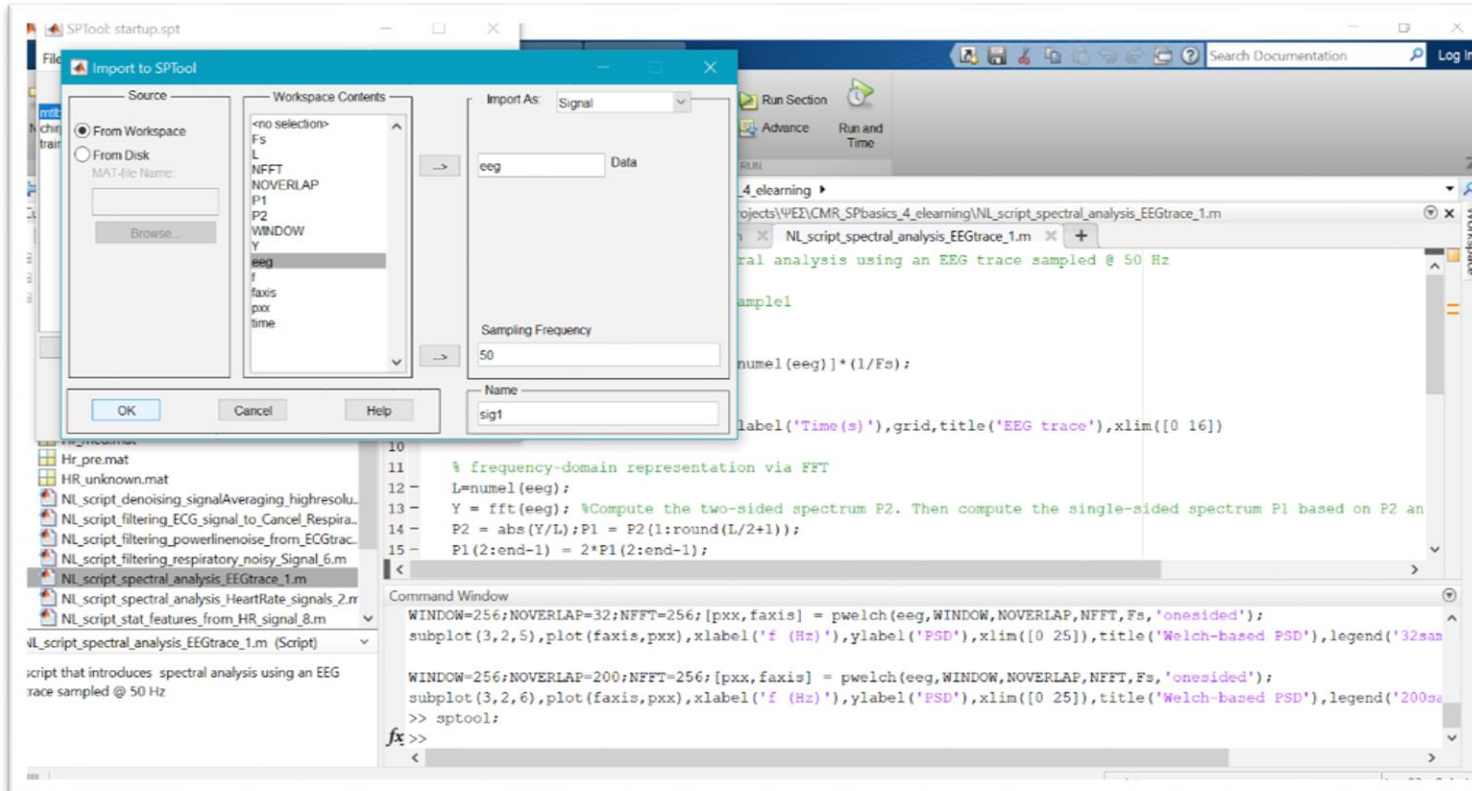 SPTool: startup.spt
File
Import to SPTool
Search Documentation
Log In
Source
From Workspace
From Disk
MAT-file Name:
Browse...
Workspace Contents
<no selection>
Fs
L
NFFT
NOVERLAP
P1
P2
WINDOW
Y
eeg
f
faxis
pxx
time
-->
-->
Import As:
Signal
eeg
Data
Sampling Frequency
50
Name
sig1
OK
Cancel
Help
Run Section
Advance
Run and
Time
RUN
_4_elearning
ojects\ΨΕΣ\CMR_SPbasics_4_elearning\NL_script_spectral_analysis_EEGtrace_1.m
NL_script_spectral_analysis_EEGtrace_1.m
+
Workspace
ral analysis using an EEG trace sampled @ 50 Hz
ample1
numel(eeg)]*(1/Fs);
label('Time(s)'),grid,title('EEG trace'),xlim([0 16])
10
11 % frequency-domain representation via FFT
12 - L=numel(eeg);
13 - Y = fft(eeg); %Compute the two-sided spectrum P2. Then compute the single-sided spectrum P1 based on P2 an
14 - P2 = abs(Y/L);P1 = P2(1:round(L/2+1));
15 - P1(2:end-1) = 2*P1(2:end-1);
Hr_med.mat
Hr_pre.mat
HR_unknown.mat
NL_script_denoising_signalAveraging_highresolu...
NL_script_filtering_ECG_signal_to_Cancel_Respira...
NL_script_filtering_powerlinenoise_from_ECGtrac...
NL_script_filtering_respiratory_noisy_Signal_6.m
NL_script_spectral_analysis_EEGtrace_1.m
NL_script_spectral_analysis_HeartRate_signals_2.m
NL_script_stat_features_from_HR_signal_8.m
NL_script_spectral_analysis_EEGtrace_1.m (Script)
script that introduces spectral analysis using an EEG
trace sampled @ 50 Hz
Command Window
WINDOW=256;NOVERLAP=32;NFFT=256;[pxx,faxis] = pwelch(eeg,WINDOW,NOVERLAP,NFFT,Fs,'onesided');
subplot(3,2,5),plot(faxis,pxx),xlabel('f (Hz)'),ylabel('PSD'),xlim([0 25]),title('Welch-based PSD'),legend('32sam
WINDOW=256;NOVERLAP=200;NFFT=256;[pxx,faxis] = pwelch(eeg,WINDOW,NOVERLAP,NFFT,Fs,'onesided');
subplot(3,2,6),plot(faxis,pxx),xlabel('f (Hz)'),ylabel('PSD'),xlim([0 25]),title('Welch-based PSD'),legend('200sa
>> sptool;
fx >>